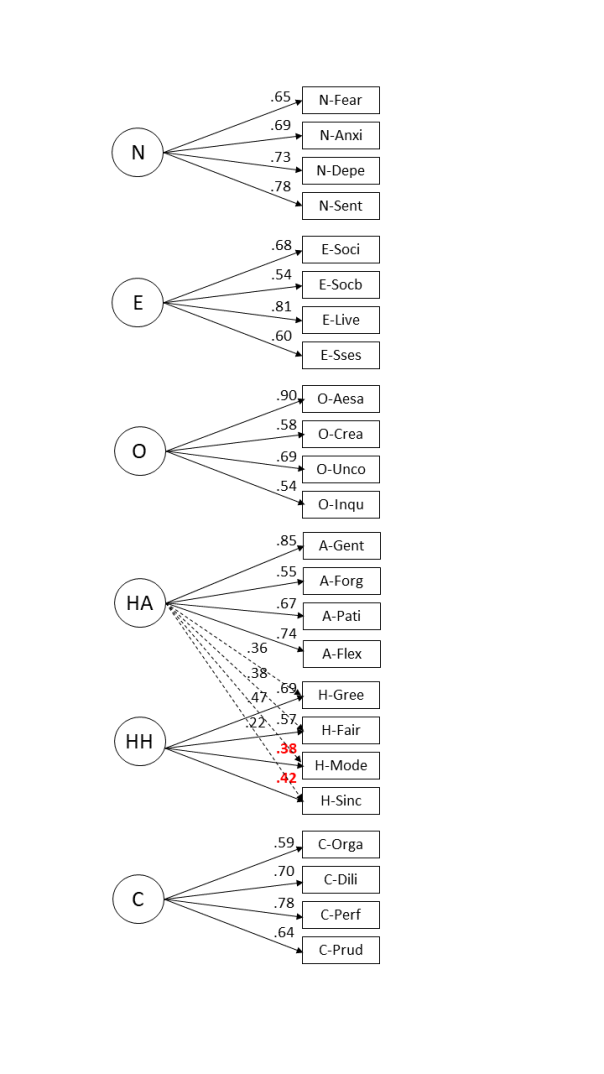 .65
N-Fear
.69
N-Anxi
N
.73
N-Depe
.78
N-Sent
.68
E-Soci
.54
E-Socb
E
.81
E-Live
.60
E-Sses
.90
O-Aesa
.58
O-Crea
O
.69
O-Unco
.54
O-Inqu
.85
A-Gent
.55
A-Forg
HA
.67
A-Pati
.74
A-Flex
.36
.38
.69
H-Gree
.47
.57
.22
H-Fair
HH
.38
H-Mode
.42
H-Sinc
.59
C-Orga
.70
C-Dili
C
.78
C-Perf
.64
C-Prud